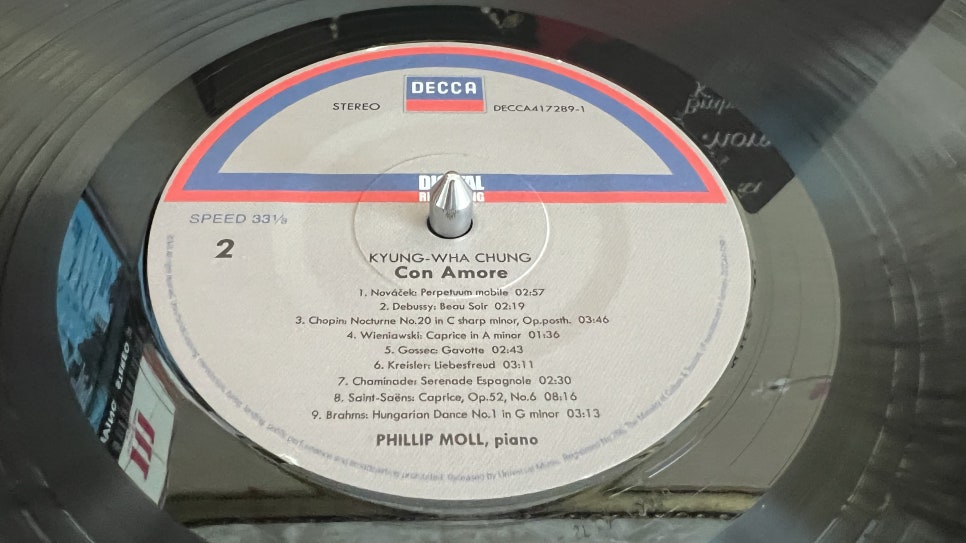 DECCA
STEREO DECCA417289-1
SPEED 33⅓
2
KYUNG-WHA CHUNG
Con Amore
1. Nováček: Perpetuum mobile 02:57
2. Debussy: Beau Soir 02:19
3. Chopin: Nocturne No.20 in C sharp minor, Op.posth. 03:46
4. Wieniawski: Caprice in A minor 01:36
5. Gossec: Gavotte 02:43
6. Kreisler: Liebesfreud 03:11
7. Chaminade: Serenade Espagnole 02:30
8. Saint-Saëns: Caprice, Op.52, No.6 08:16
9. Brahms: Hungarian Dance No.1 in G minor 03:13
PHILLIP MOLL, piano